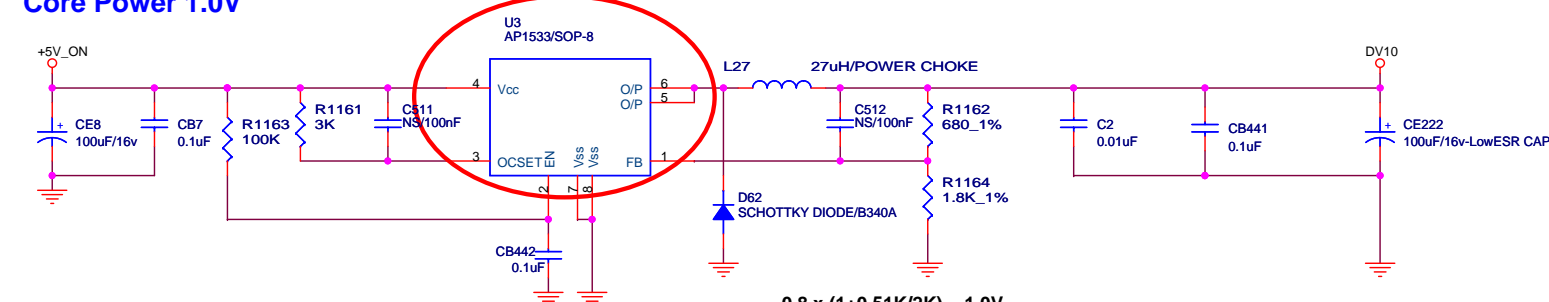 Core Power 1.0V
U3
AP1533/SOP-8
+5V_ON
DV10
L27
27uH/POWER CHOKE
4
Vcc
O/P
6
O/P
5
CE8
100uF/16v
CB7
0.1uF
R1163
100K
R1161
3K
C511
NS/100nF
C512
NS/100nF
R1162
680_1%
C2
0.01uF
CB441
0.1uF
CE222
100uF/16v-LowESR CAP
3
OCSET
EN
Vss
Vss
FB
1
2
7
8
R1164
1.8K_1%
D62
SCHOTTKY DIODE/B340A
CB442
0.1uF